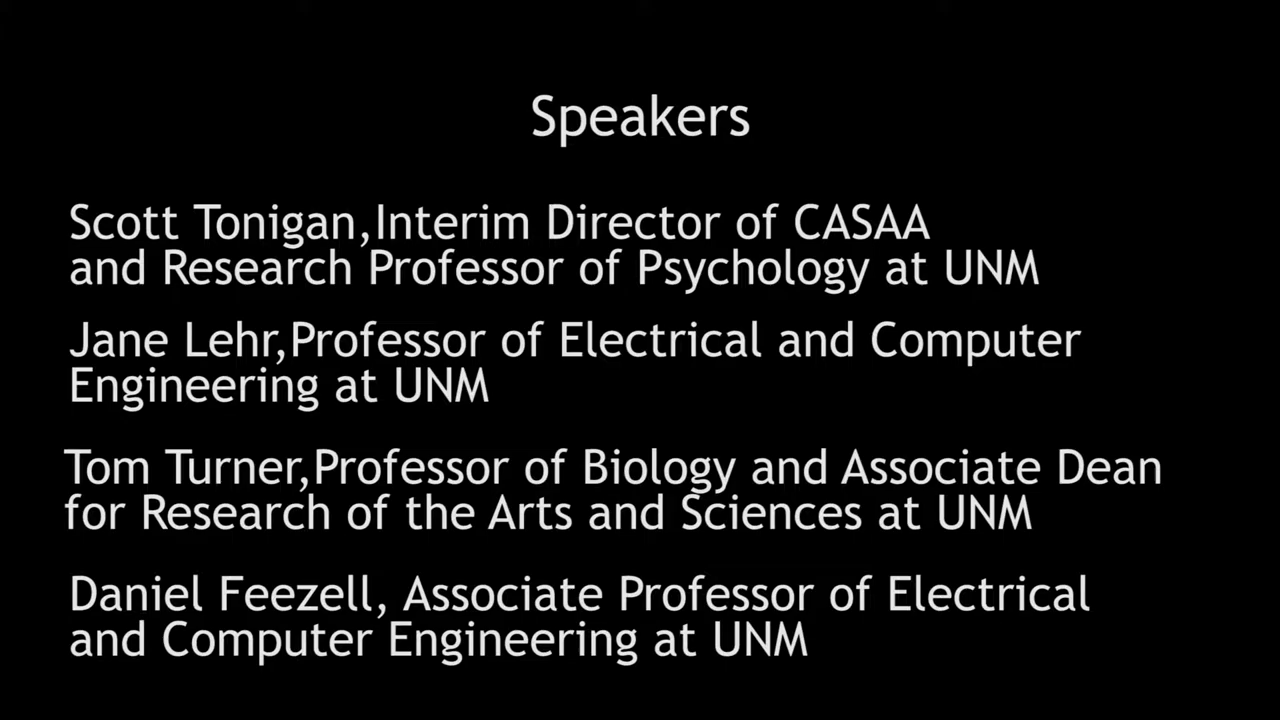 Speakers
Scott Tonigan,Interim Director of CASAA
and Research Professor of Psychology at UNM
Jane Lehr,Professor of Electrical and Computer
Engineering at UNM
Tom Turner,Professor of Biology and Associate Dean
for Research of the Arts and Sciences at UNM
Daniel Feezell, Associate Professor of Electrical
and Computer Engineering at UNM